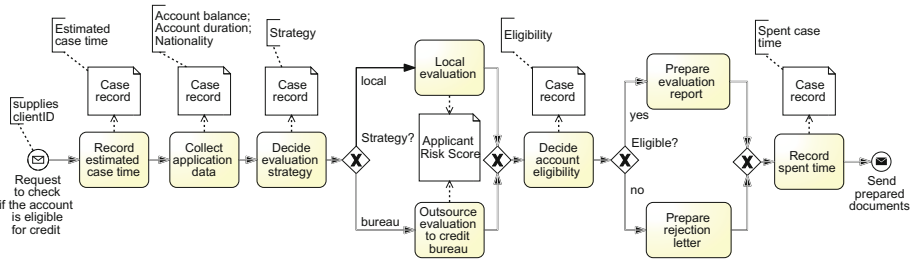 Estimated
case time
Account balance;
Account duration;
Nationality
Strategy
Eligibility
Spent case
time
supplies
clientID
Case
record
Case
record
Case
record
local
Local
evaluation
Case
record
Prepare
evaluation
report
Case
record
Strategy?
Applicant
Risk Score
yes
Eligible?
Record
estimated
case time
Collect
application
data
Decide
evaluation
strategy
X
X
Decide
account
eligibility
X
X
Record
spent time
Request
to check
if the account
is eligible
for credit
bureau
Outsource
evaluation
to credit
bureau
no
Prepare
rejection
letter
Send
prepared
documents